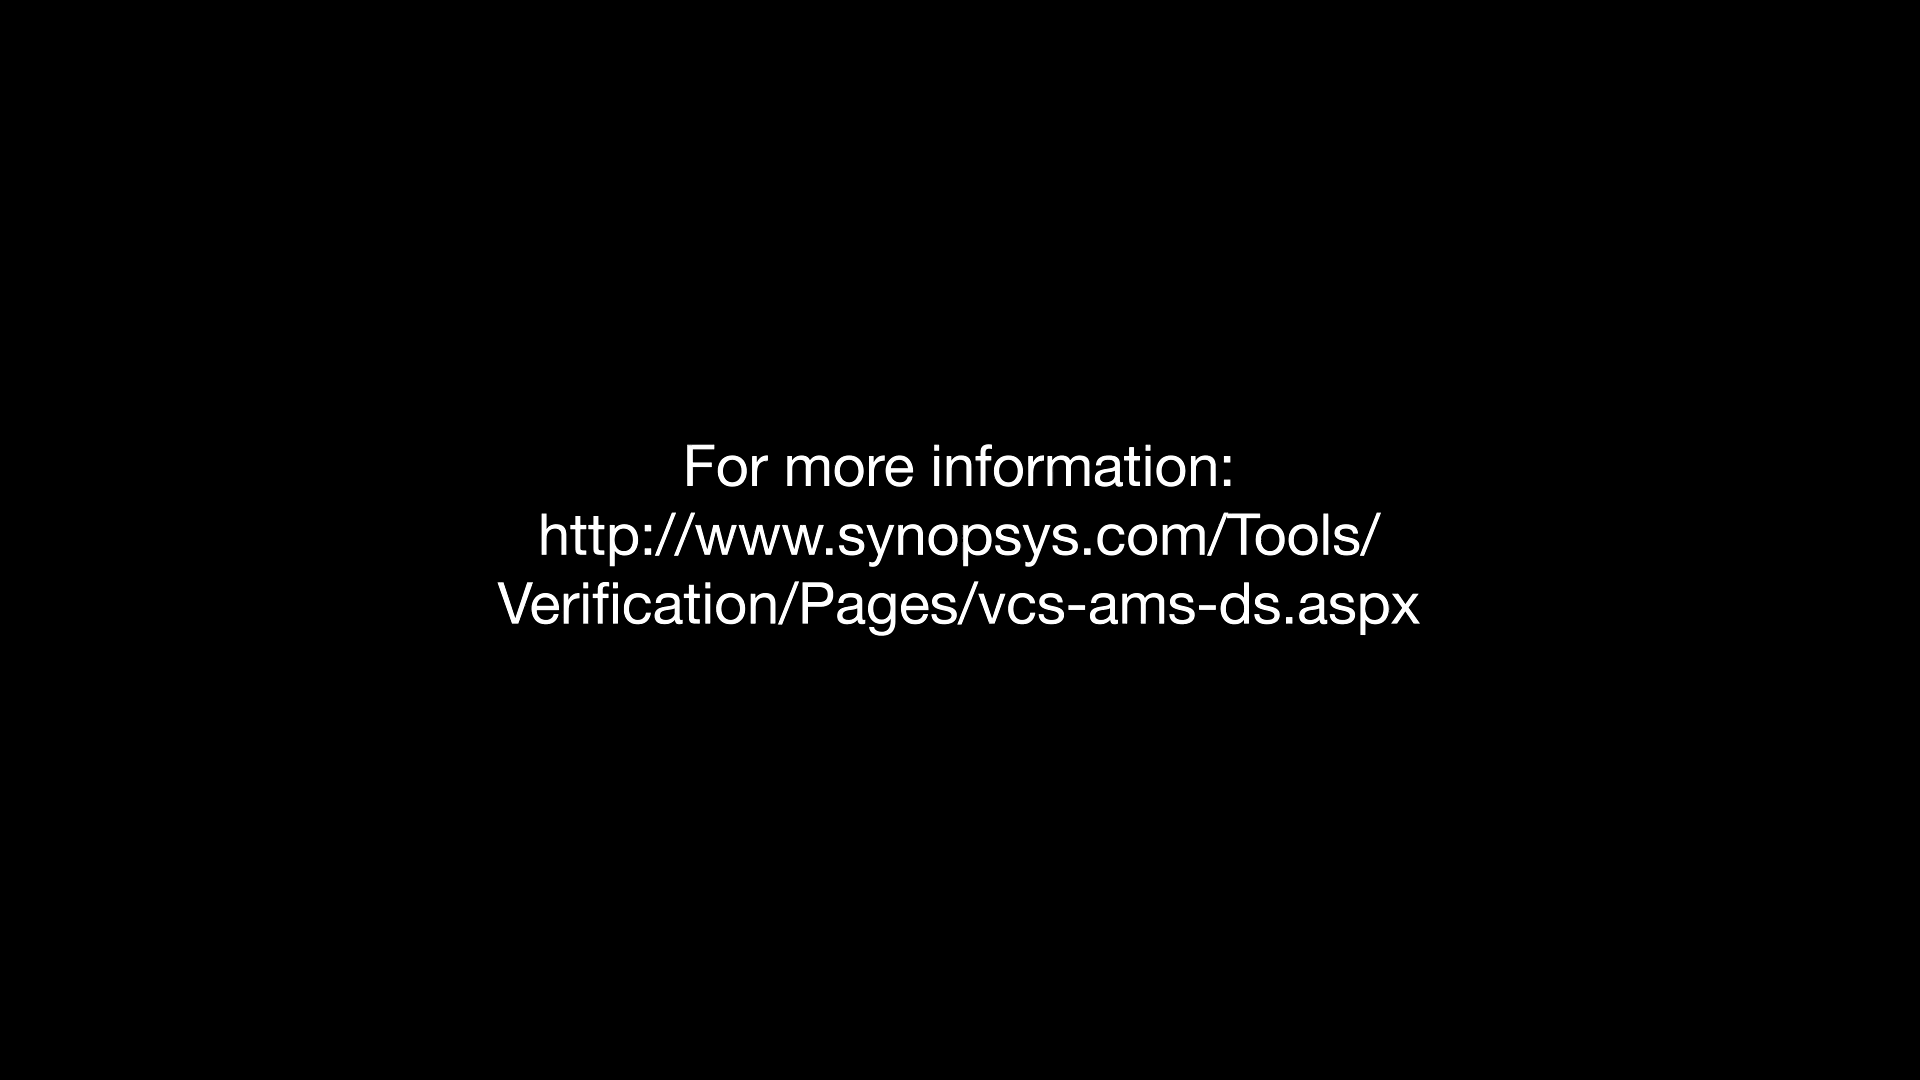 For more information:
http://www.synopsys.com/Tools/
Verification/Pages/vcs-ams-ds.aspx